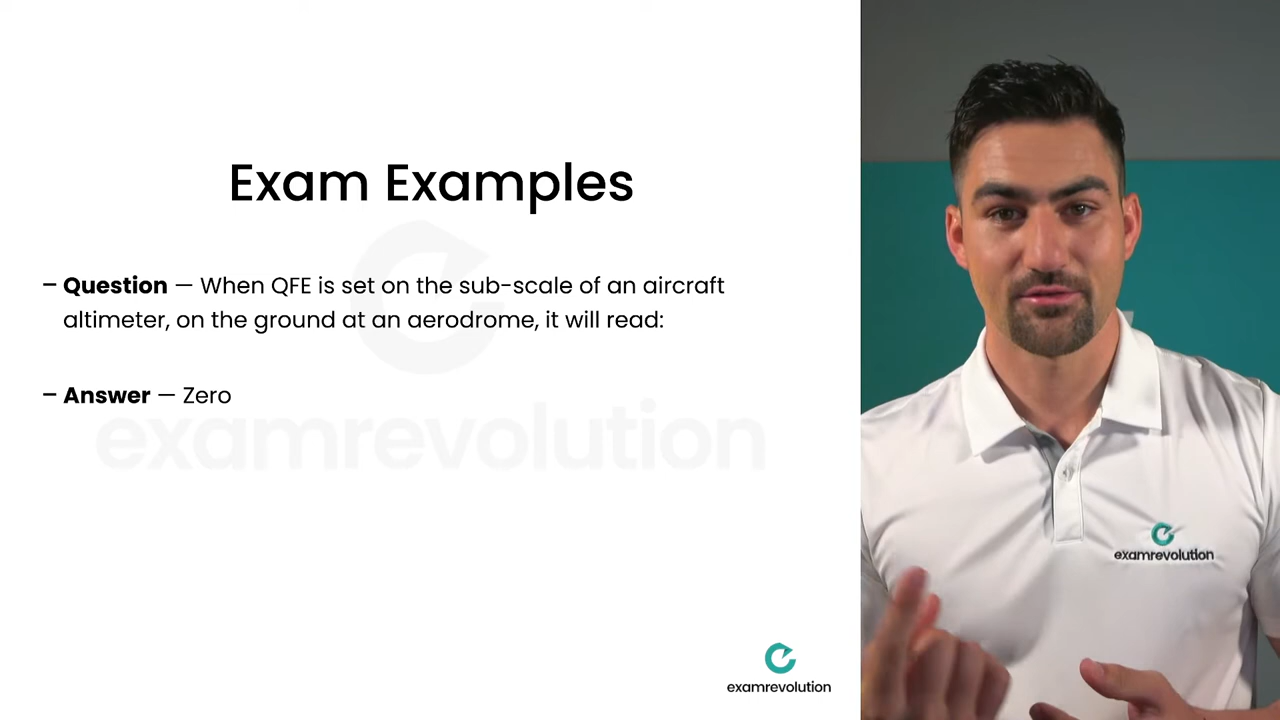 Exam Examples
– Question — When QFE is set on the sub-scale of an aircraft
altimeter, on the ground at an aerodrome, it will read:
– Answer — Zero
examrevolution
examrevolution
examrevolution